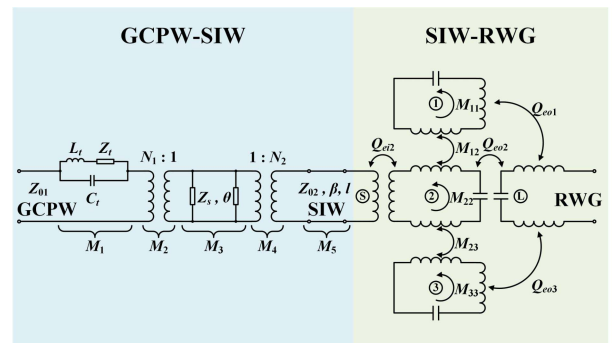 GCPW-SIW
SIW-RWG
L_t
Z_t
C_t
Z_01
GCPW
N_1 : 1
Z_s , θ
1 : N_2
Z_02 , β, l
SIW
Q_ei2
S
1
M_11
M_12
Q_eo1
Q_eo2
2
M_22
L
RWG
M_23
3
M_33
Q_eo3
M_1
M_2
M_3
M_4
M_5